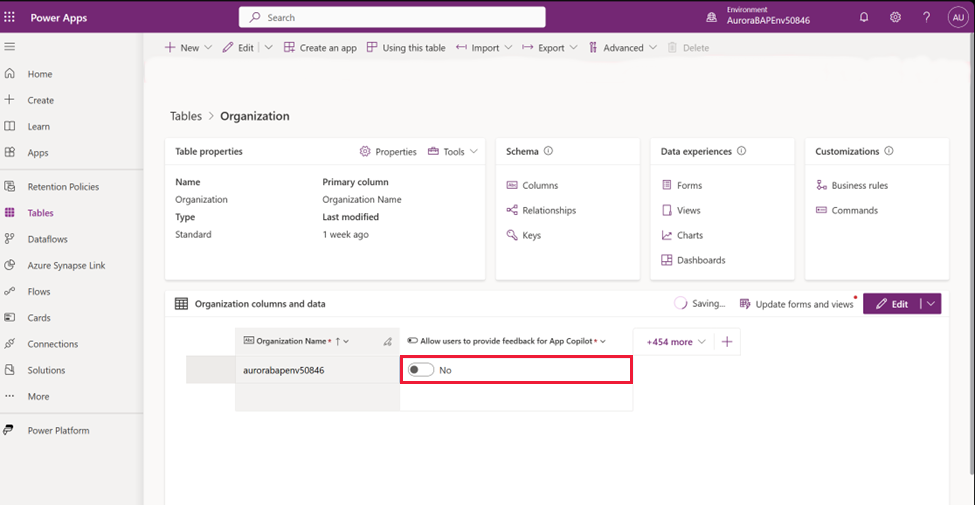 Power Apps
Search
Environment
AuroraBAPEnv50846
?
AU
New
Edit
Create an app
Using this table
Import
Export
Advanced
Delete
Home
Create
Learn
Apps
Retention Policies
Tables
Dataflows
Azure Synapse Link
Flows
Cards
Connections
Solutions
More
Power Platform
Tables > Organization
Table properties
Properties
Tools
Name
Organization
Type
Standard
Primary column
Organization Name
Last modified
1 week ago
Schema
Columns
Relationships
Keys
Data experiences
Forms
Views
Charts
Dashboards
Customizations
Business rules
Commands
Organization columns and data
Saving...
Update forms and views
Edit
Organization Name *
Allow users to provide feedback for App Copilot *
+454 more
aurorabapenv50846
No